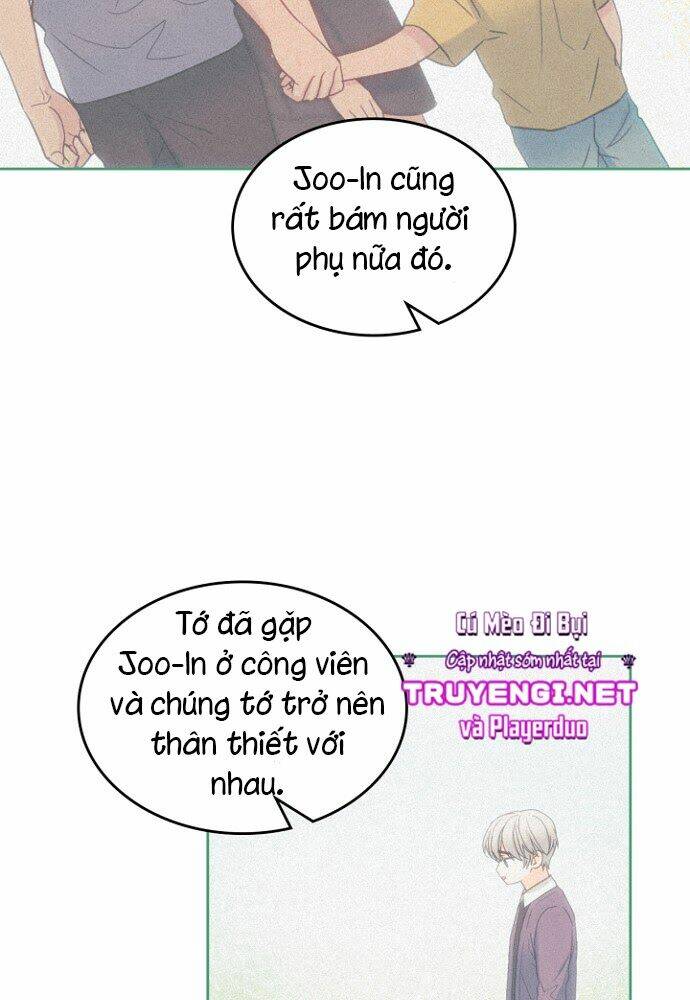 Joo-In cũng
rất bám người
phụ nữa đó.
Tớ đã gặp
Joo-In ở công viên
và chúng tớ trở nên
thân thiết với
nhau.
Cú Mèo Đi Bụi
Cập nhật sớm nhất tại
TRUYENGI.NET
và Playerduo